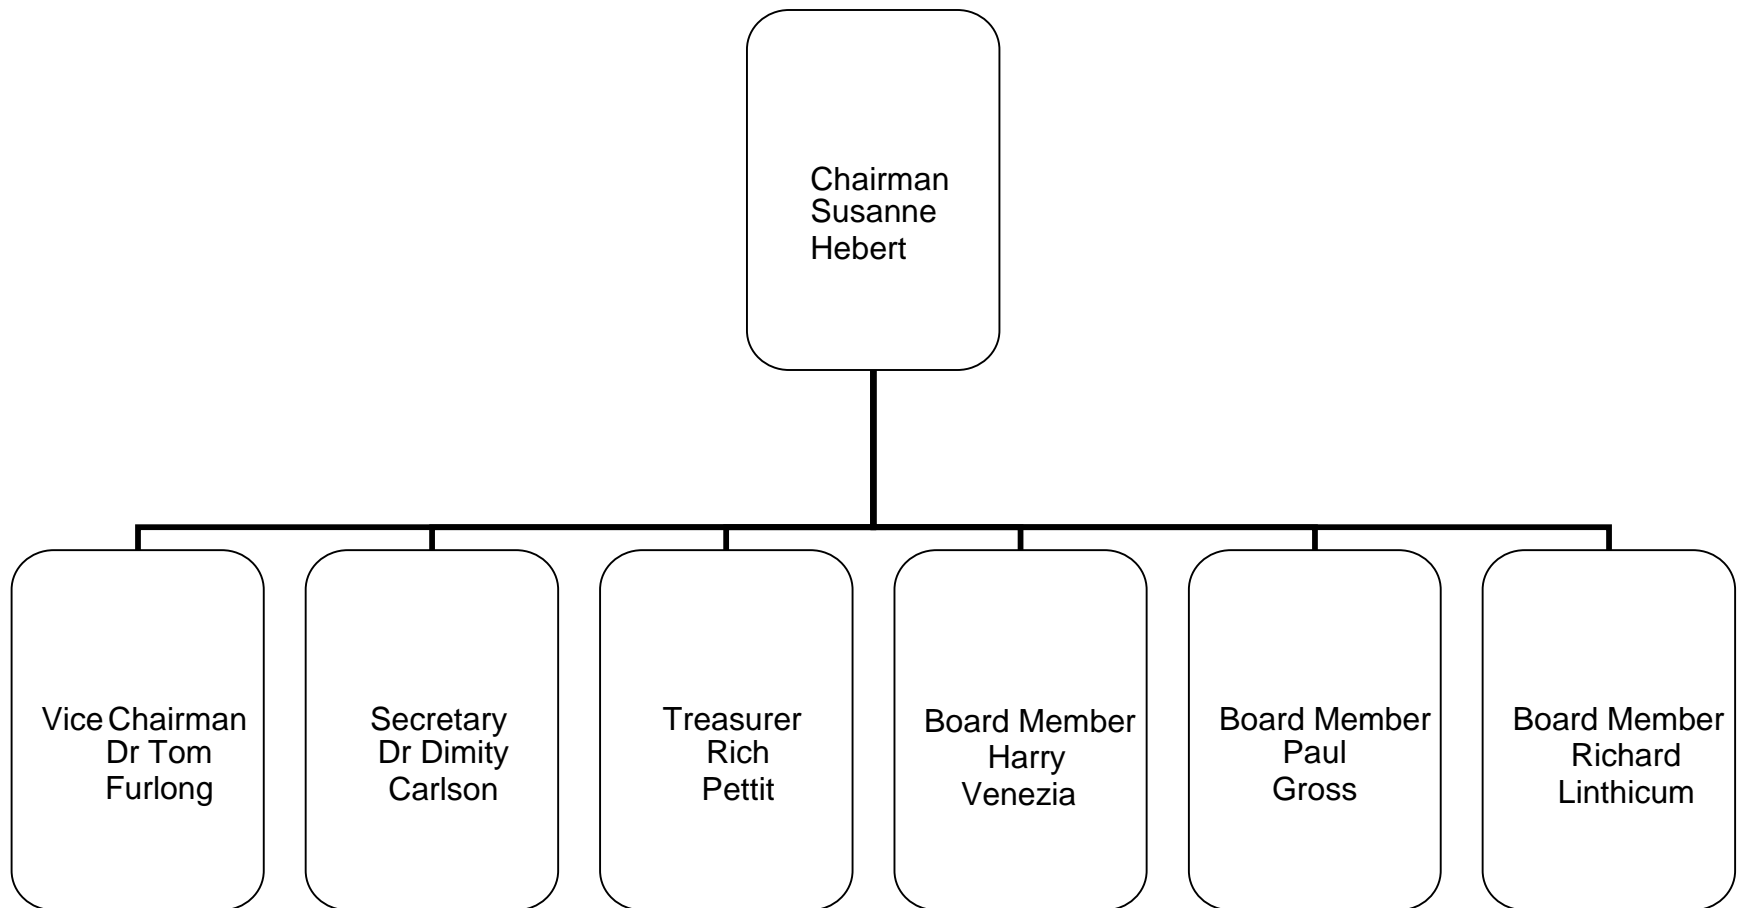 Chairman
Susanne
Hebert
Vice Chairman
Dr Tom
Furlong
Secretary
Dr Dimity
Carlson
Treasurer
Rich
Pettit
Board Member
Harry
Venezia
Board Member
Paul
Gross
Board Member
Richard
Linthicum